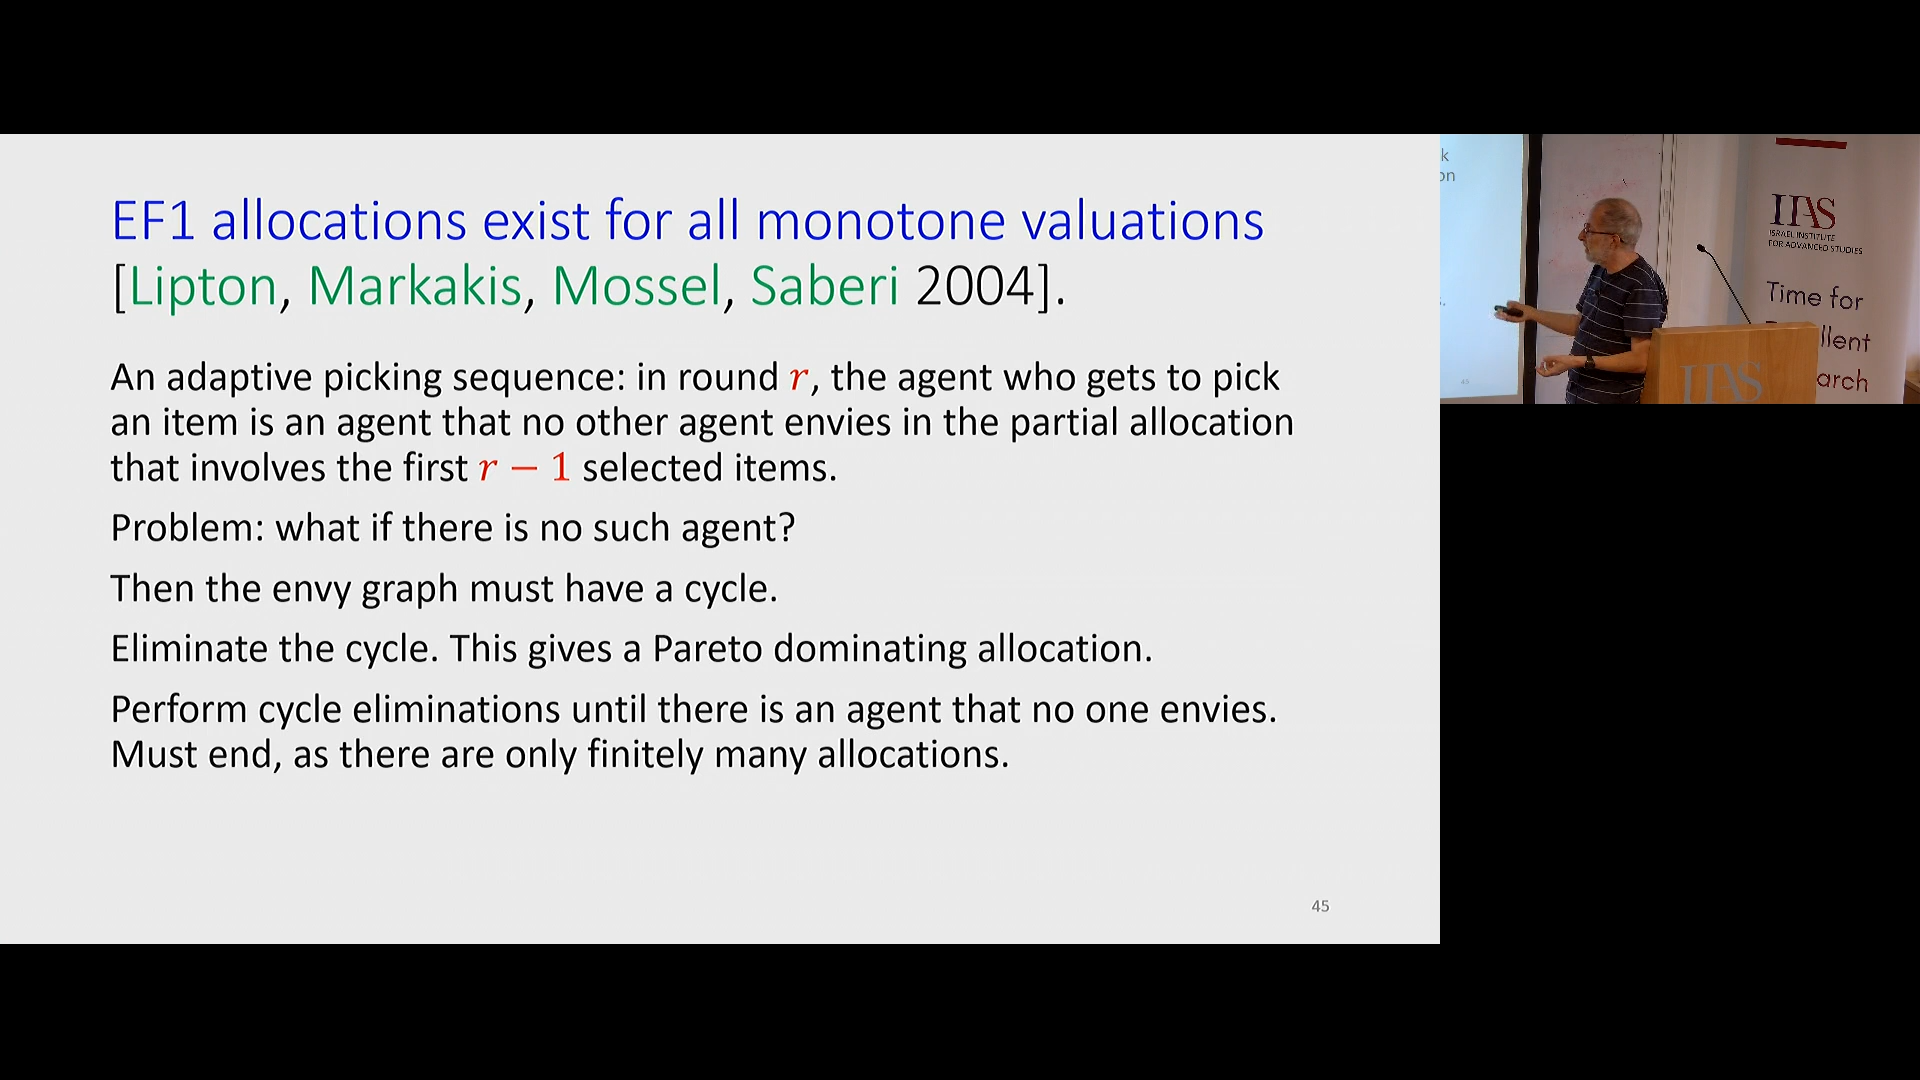 EF1 allocations exist for all monotone valuations
[Lipton, Markakis, Mossel, Saberi 2004].
An adaptive picking sequence: in round r, the agent who gets to pick
an item is an agent that no other agent envies in the partial allocation
that involves the first r − 1 selected items.
Problem: what if there is no such agent?
Then the envy graph must have a cycle.
Eliminate the cycle. This gives a Pareto dominating allocation.
Perform cycle eliminations until there is an agent that no one envies.
Must end, as there are only finitely many allocations.
45
k
on
45
IIAS
ISRAEL INSTITUTE
FOR ADVANCED STUDIES
Time for
llent
arch
IIAS